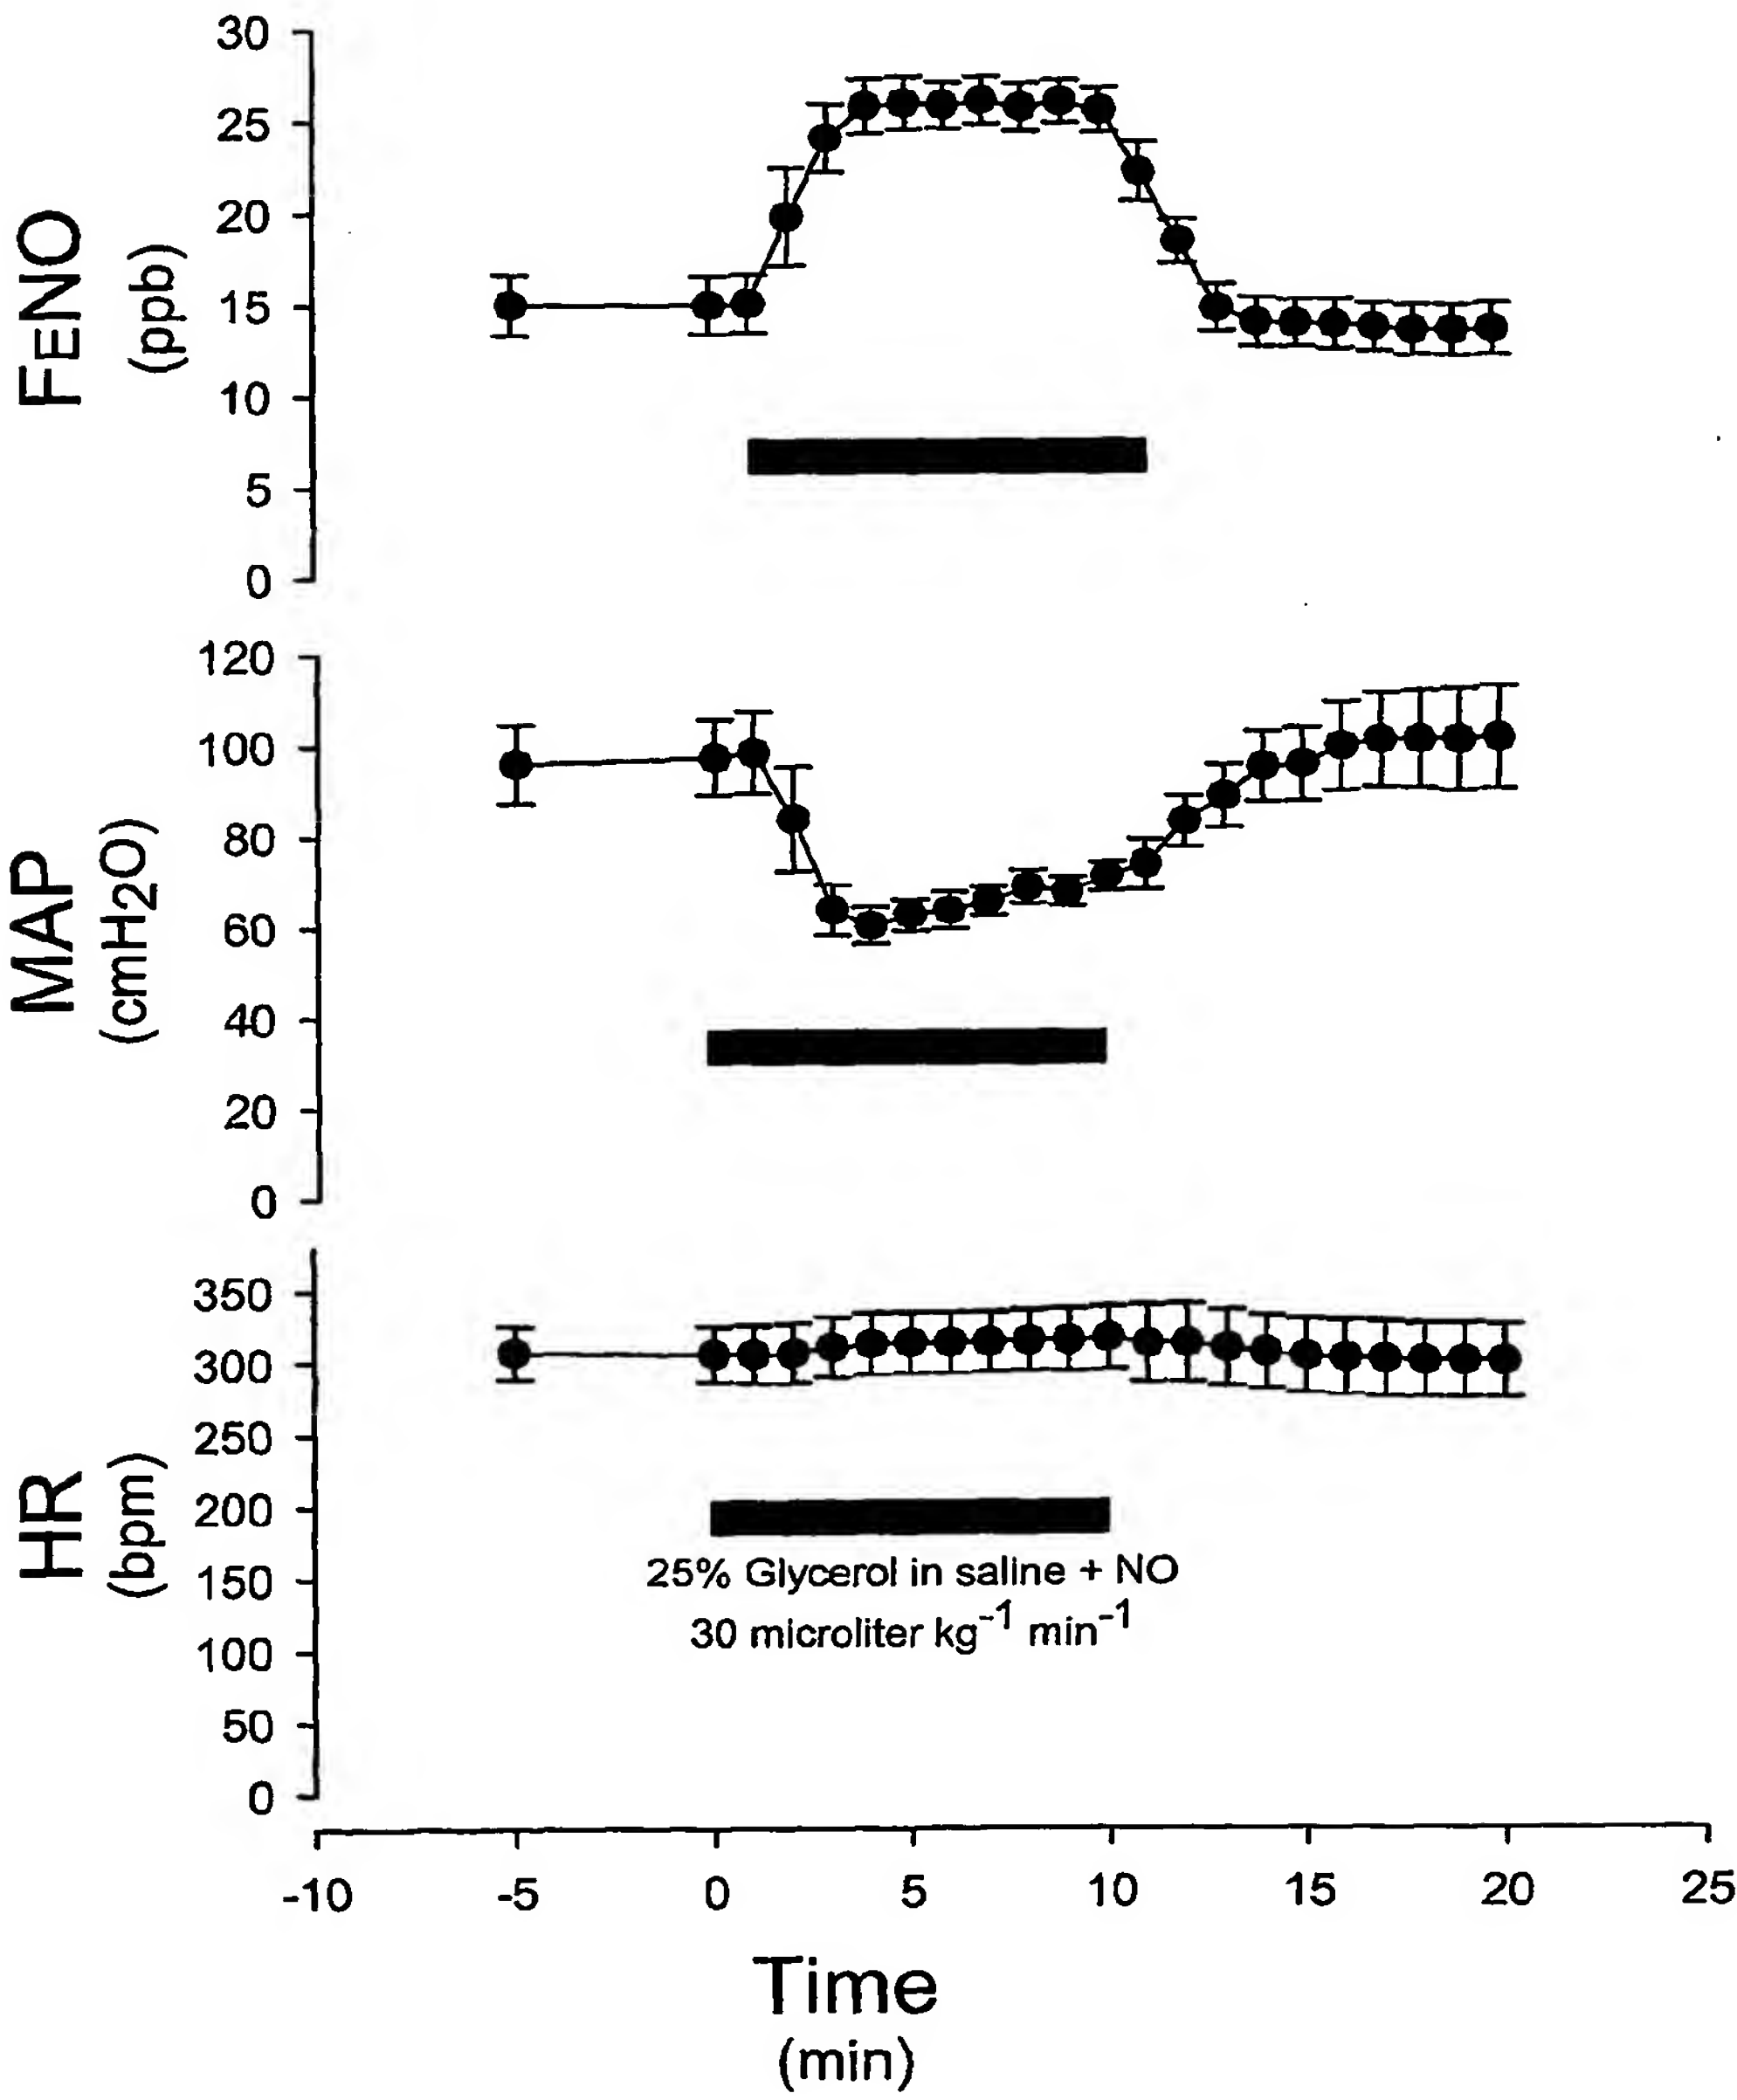 30
25
20
15
10
5
0
FENO
(ppb)
120
100
80
60
40
20
0
MAP
(cmH2O)
350
300
250
200
150
100
50
0
HR
(bpm)
25% Glycerol in saline + NO
30 microliter kg⁻¹ min⁻¹
-10 -5 0 5 10 15 20 25
Time
(min)